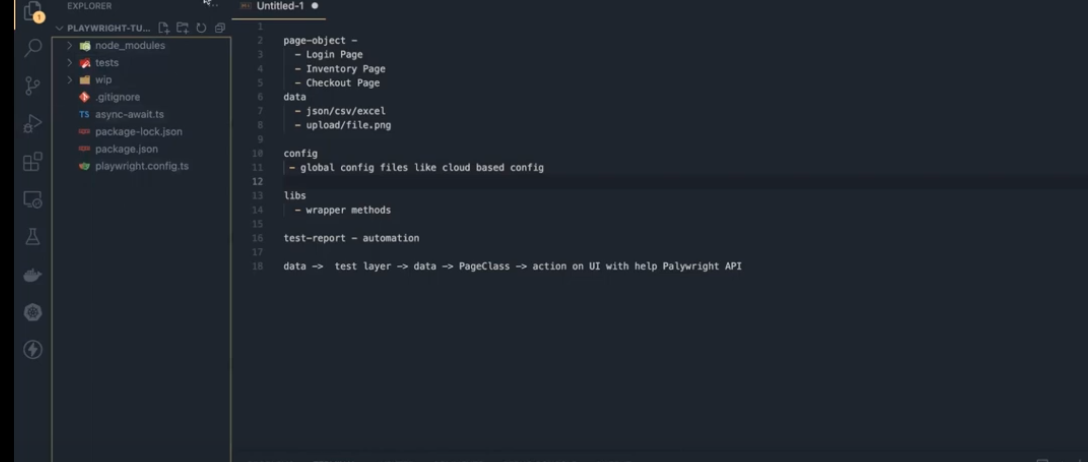 EXPLORER
Untitled-1
PLAYWRIGHT-TU...
node_modules
tests
wip
.gitignore
TS async-await.ts
package-lock.json
package.json
playwright.config.ts
1
2 page-object -
3 - Login Page
4 - Inventory Page
5 - Checkout Page
6 data
7 - json/csv/excel
8 - upload/file.png
9
10 config
11 - global config files like cloud based config
12
13 libs
14 - wrapper methods
15
16 test-report - automation
17
18 data -> test layer -> data -> PageClass -> action on UI with help Palywright API